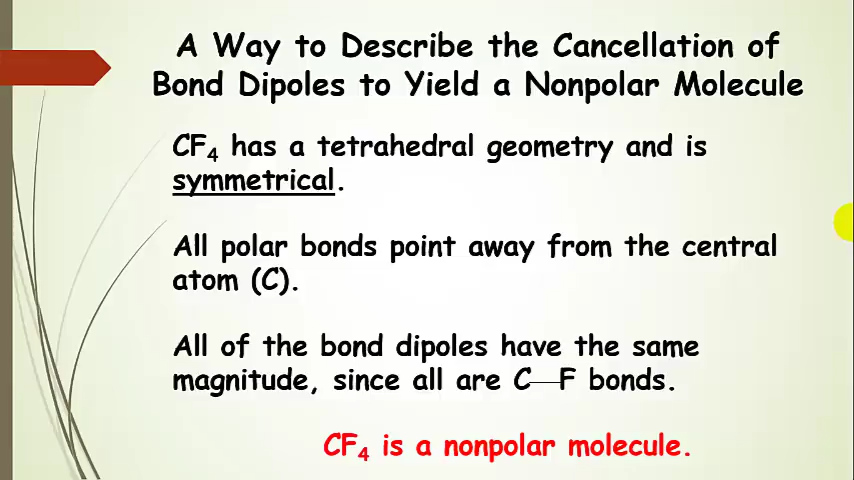 A Way to Describe the Cancellation of
Bond Dipoles to Yield a Nonpolar Molecule
CF₄ has a tetrahedral geometry and is
symmetrical.
All polar bonds point away from the central
atom (C).
All of the bond dipoles have the same
magnitude, since all are C—F bonds.
CF₄ is a nonpolar molecule.